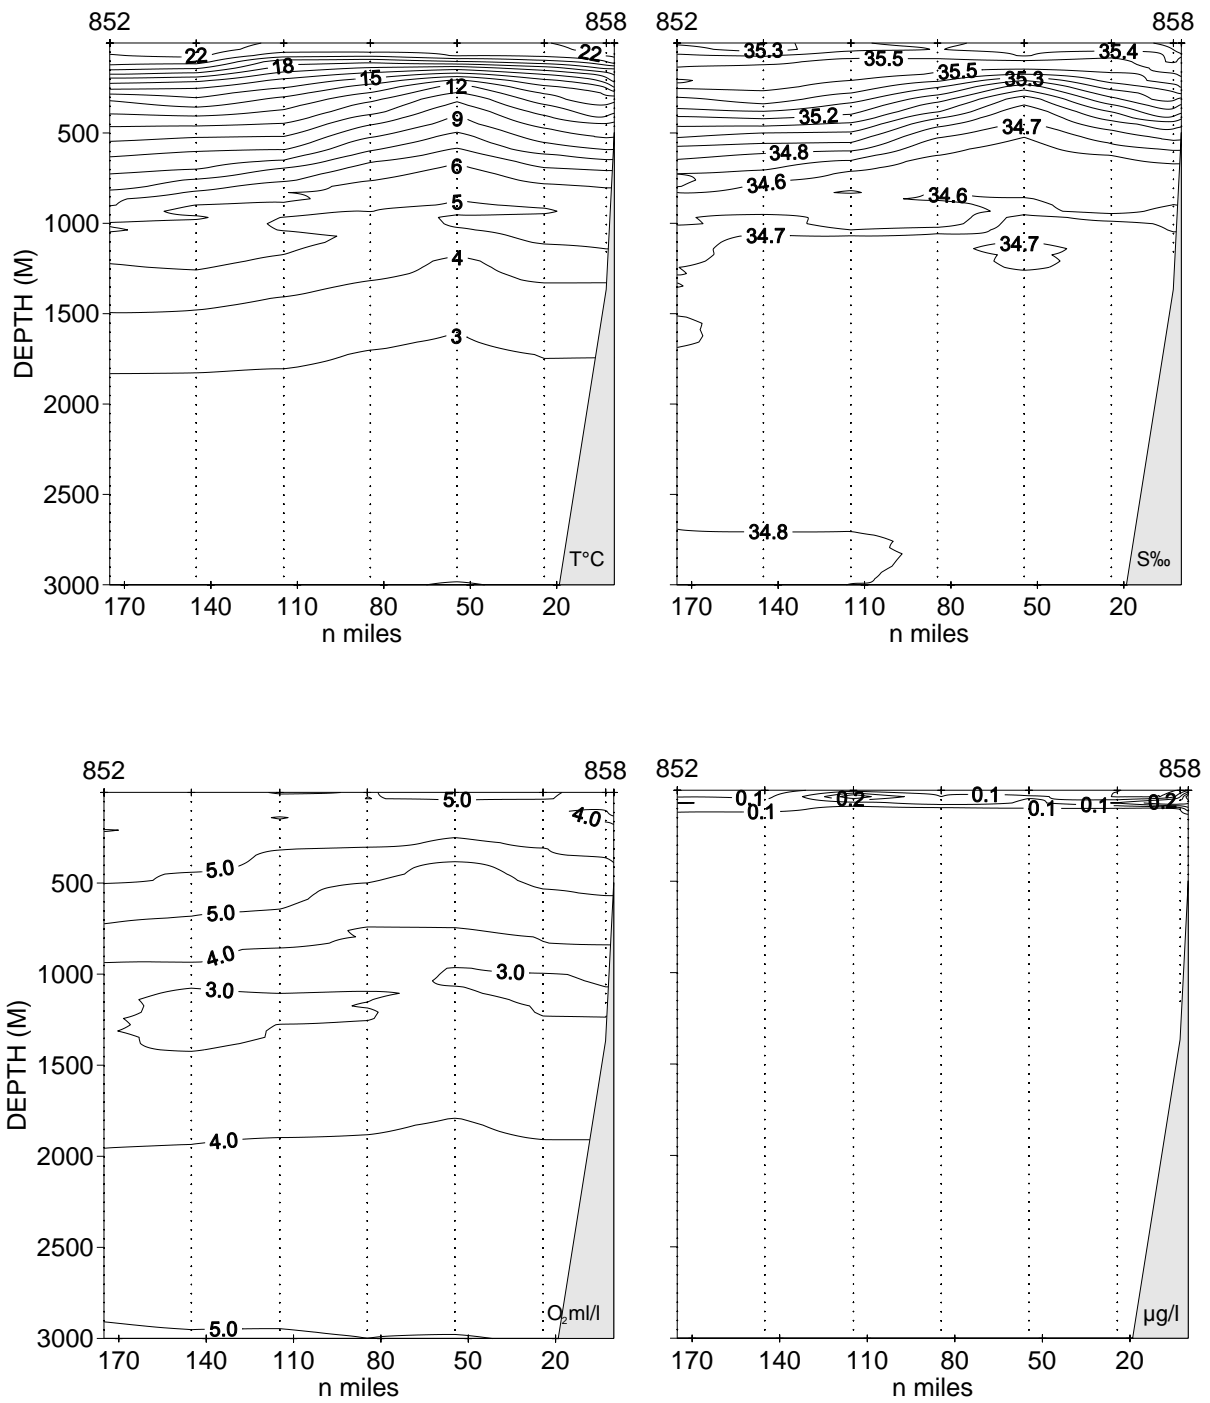 852 858 852 858
22 22 35.3 35.4
18 35.5
15 35.5
12 35.3
9 35.2 34.7
500
34.8
6 34.6
5 34.6
1000
4 34.7 34.7
DEPTH (M)
1500
3
2000
2500
34.8
T°C S‰
3000
170 140 110 80 50 20 170 140 110 80 50 20
n miles n miles
852 858 852 858
5.0 0.1 0.2 0.1 0.2
4.0 0.1 0.1 0.1
5.0
500
5.0
4.0
1000 3.0
3.0
DEPTH (M)
1500
4.0
2000
2500
O2ml/l µg/l
5.0
3000
170 140 110 80 50 20 170 140 110 80 50 20
n miles n miles